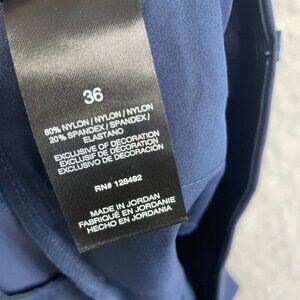 36
80% NYLON / NYLON / NYLON
20% SPANDEX / SPANDEX /
ELASTANO
EXCLUSIVE OF DECORATION
EXCLUSIF DE DÉCORATION
EXCLUSIVO DE DECORACIÓN
RN# 128492
MADE IN JORDAN
FABRIQUÉ EN JORDANIE
HECHO EN JORDANIA